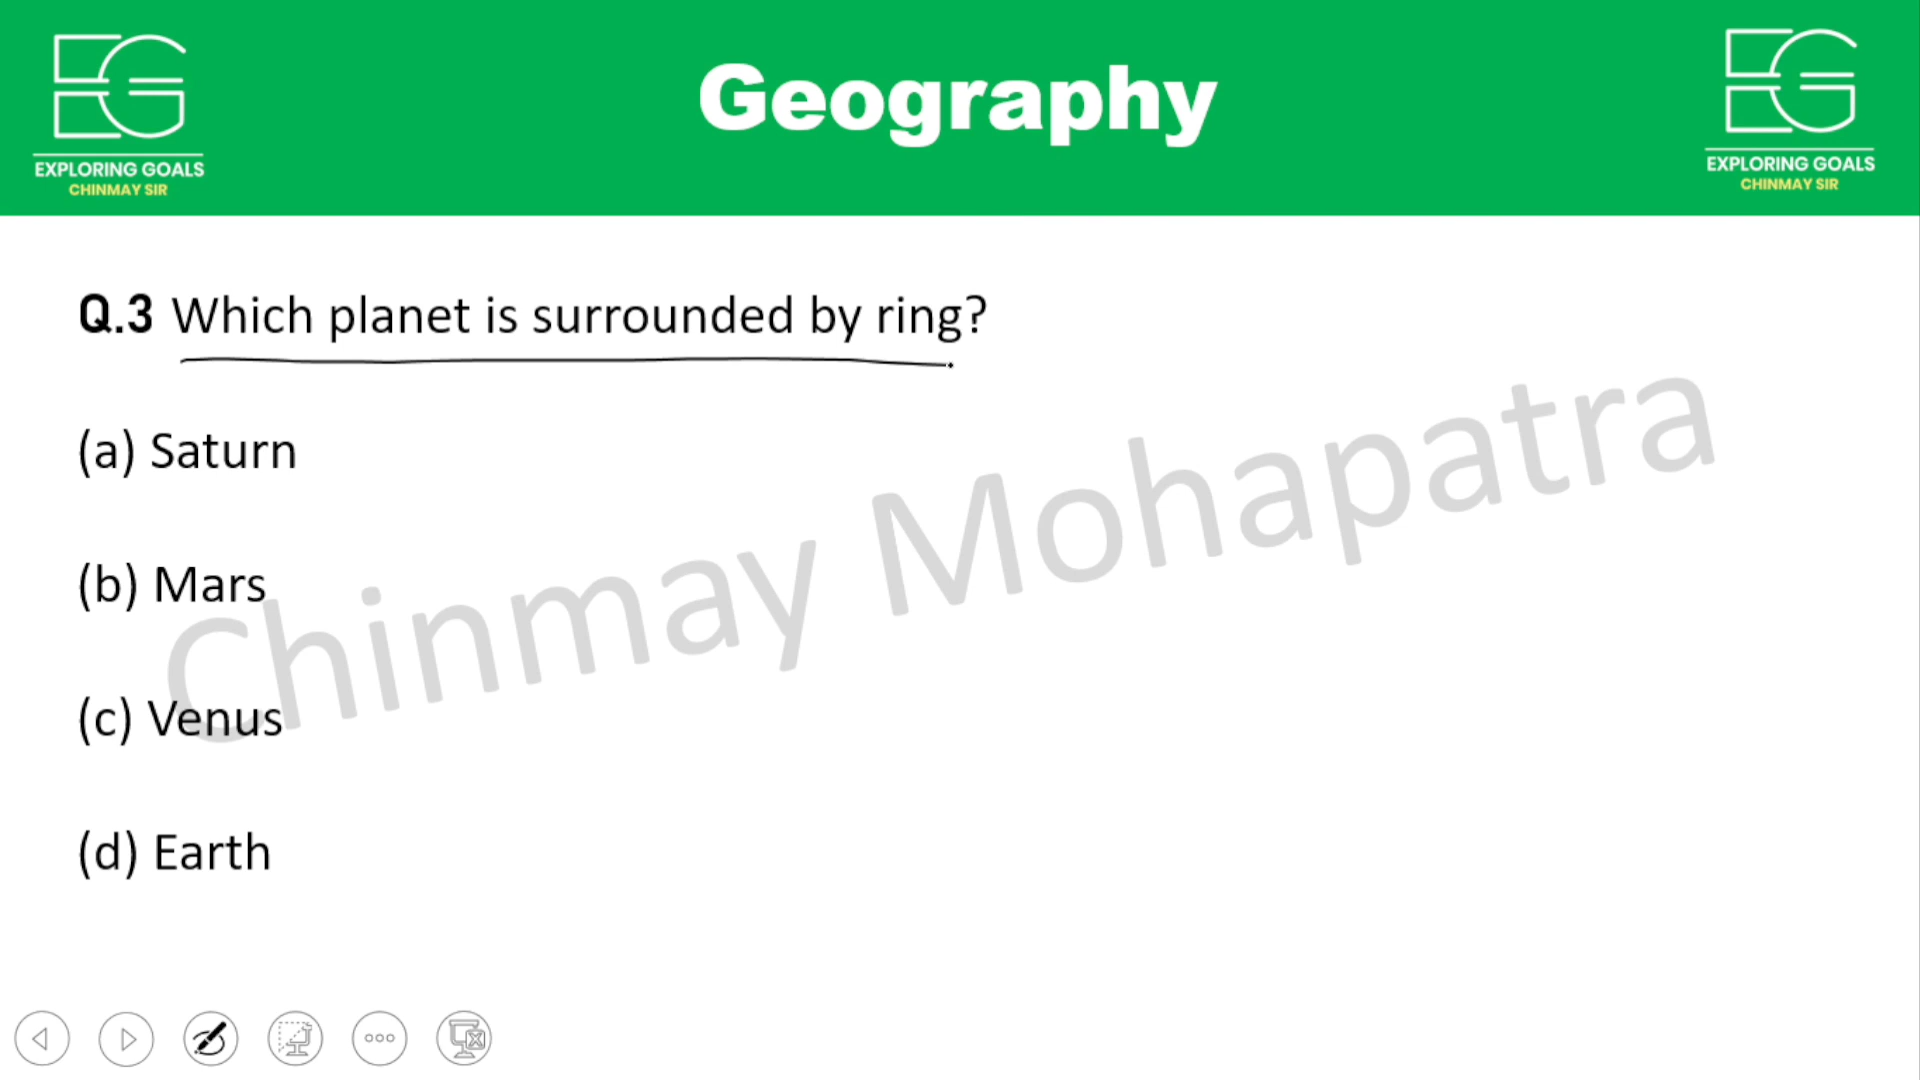 EXPLORING GOALS
CHINMAY SIR
Geography
EXPLORING GOALS
CHINMAY SIR
Q.3 Which planet is surrounded by ring?
(a) Saturn
(b) Mars
(c) Venus
(d) Earth
Chinmay Mohapatra